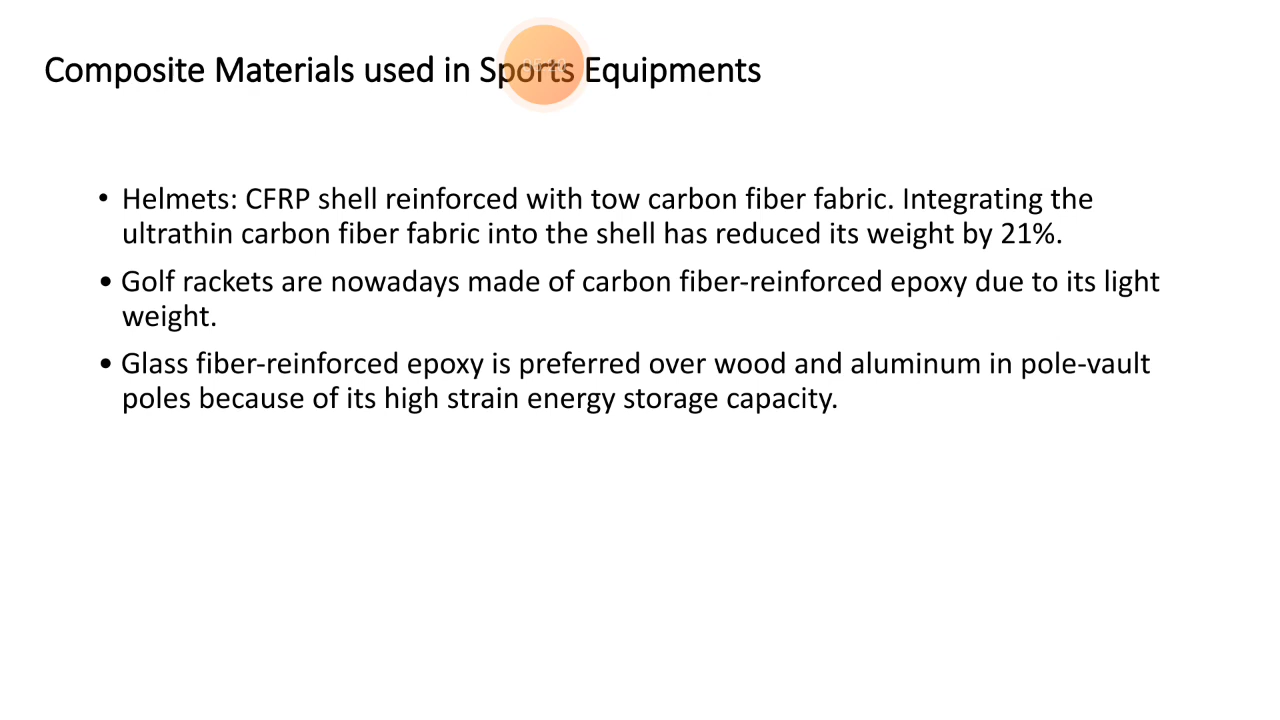 Composite Materials used in Sports Equipments
• Helmets: CFRP shell reinforced with tow carbon fiber fabric. Integrating the
ultrathin carbon fiber fabric into the shell has reduced its weight by 21%.
• Golf rackets are nowadays made of carbon fiber-reinforced epoxy due to its light
weight.
• Glass fiber-reinforced epoxy is preferred over wood and aluminum in pole-vault
poles because of its high strain energy storage capacity.